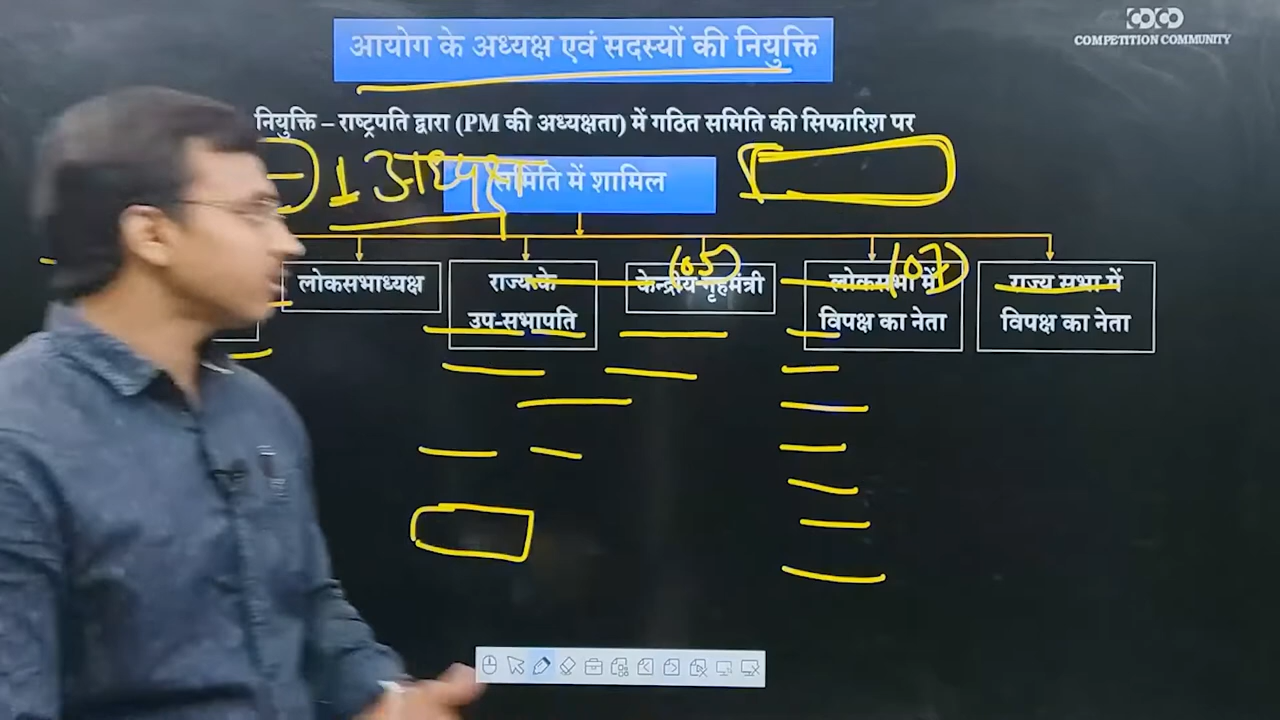 COCO
COMPETITION COMMUNITY
आयोग के अध्यक्ष एवं सदस्यों की नियुक्ति
नियुक्ति – राष्ट्रपति द्वारा (PM की अध्यक्षता) में गठित समिति की सिफारिश पर
1 अध्यक्ष
समिति में शामिल
लोकसभाध्यक्ष
राज्य के
उप-सभापति
केन्द्रीय गृहमंत्री
(05)
लोकसभा में
विपक्ष का नेता
(07)
राज्य सभा में
विपक्ष का नेता